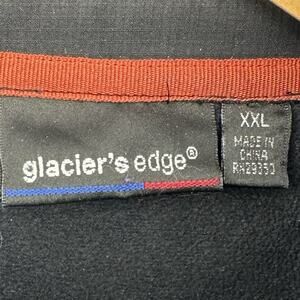 glacier's edge®
XXL
MADE IN
CHINA
RN29350